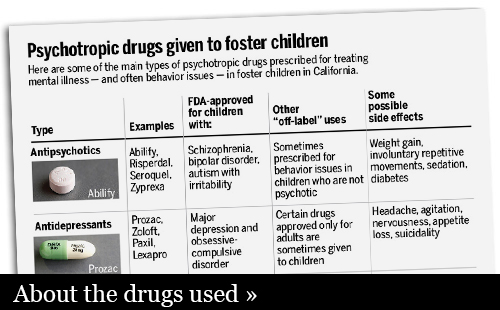 Psychotropic drugs given to foster children
Here are some of the main types of psychotropic drugs prescribed for treating
mental illness — and often behavior issues — in foster children in California.
Type
Examples
FDA-approved
for children
with:
Other
"off-label" uses
Some
possible
side effects
Antipsychotics
Ability
Abilify,
Risperdal,
Seroquel,
Zyprexa
Schizophrenia,
bipolar disorder,
autism with
irritability
Sometimes
prescribed for
behavior issues in
children who are not
psychotic
Weight gain,
involuntary repetitive
movements, sedation,
diabetes
Antidepressants
Prozac
Prozac,
Zoloft,
Paxil,
Lexapro
Major
depression and
obsessive-
compulsive
disorder
Certain drugs
approved only for
adults are
sometimes given
to children
Headache, agitation,
nervousness, appetite
loss, suicidality
About the drugs used »